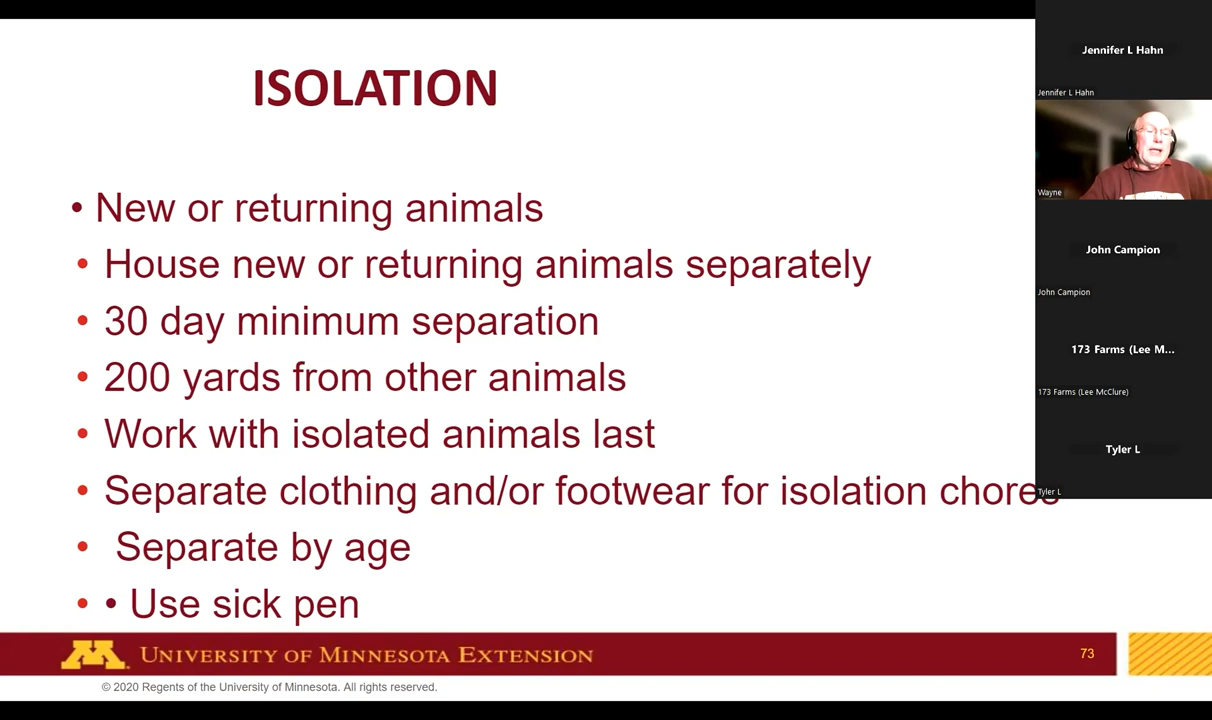 ISOLATION
• New or returning animals
• House new or returning animals separately
• 30 day minimum separation
• 200 yards from other animals
• Work with isolated animals last
• Separate clothing and/or footwear for isolation chores
• Separate by age
• • Use sick pen
UNIVERSITY OF MINNESOTA EXTENSION
73
© 2020 Regents of the University of Minnesota. All rights reserved.
Jennifer L Hahn
Jennifer L Hahn
Wayne
John Campion
John Campion
173 Farms (Lee M...
173 Farms (Lee McClure)
Tyler L
Tyler L